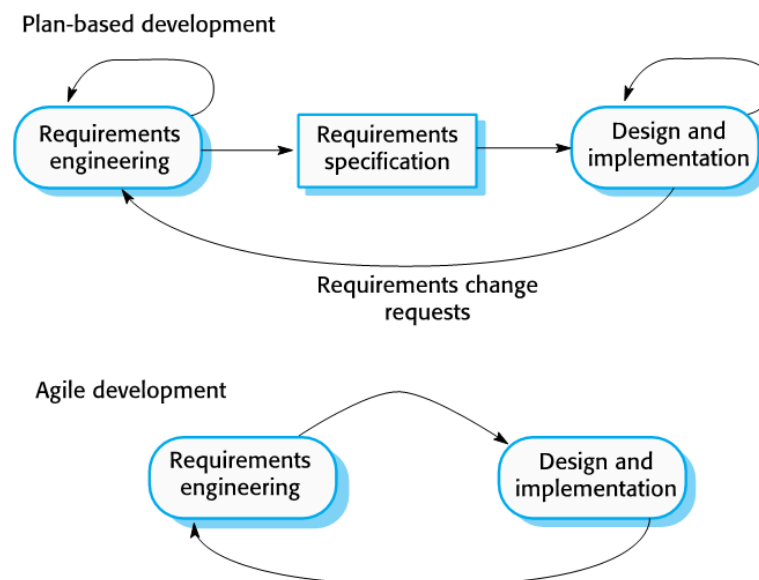 Plan-based development
Requirements
engineering
Requirements
specification
Design and
implementation
Requirements change
requests
Agile development
Requirements
engineering
Design and
implementation